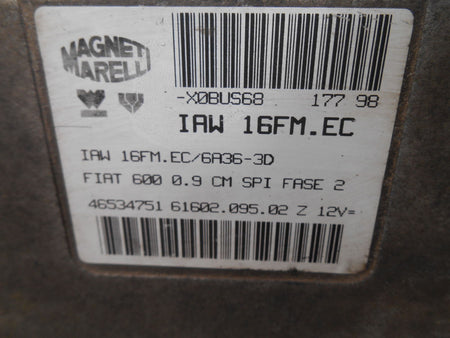 MAGNETI
MARELLI
-X0BUS68 177 98
IAW 16FM.EC
IAW 16FM.EC/6A36-3D
FIAT 600 0.9 CM SPI FASE 2
46534751 61602.095.02 Z 12V=